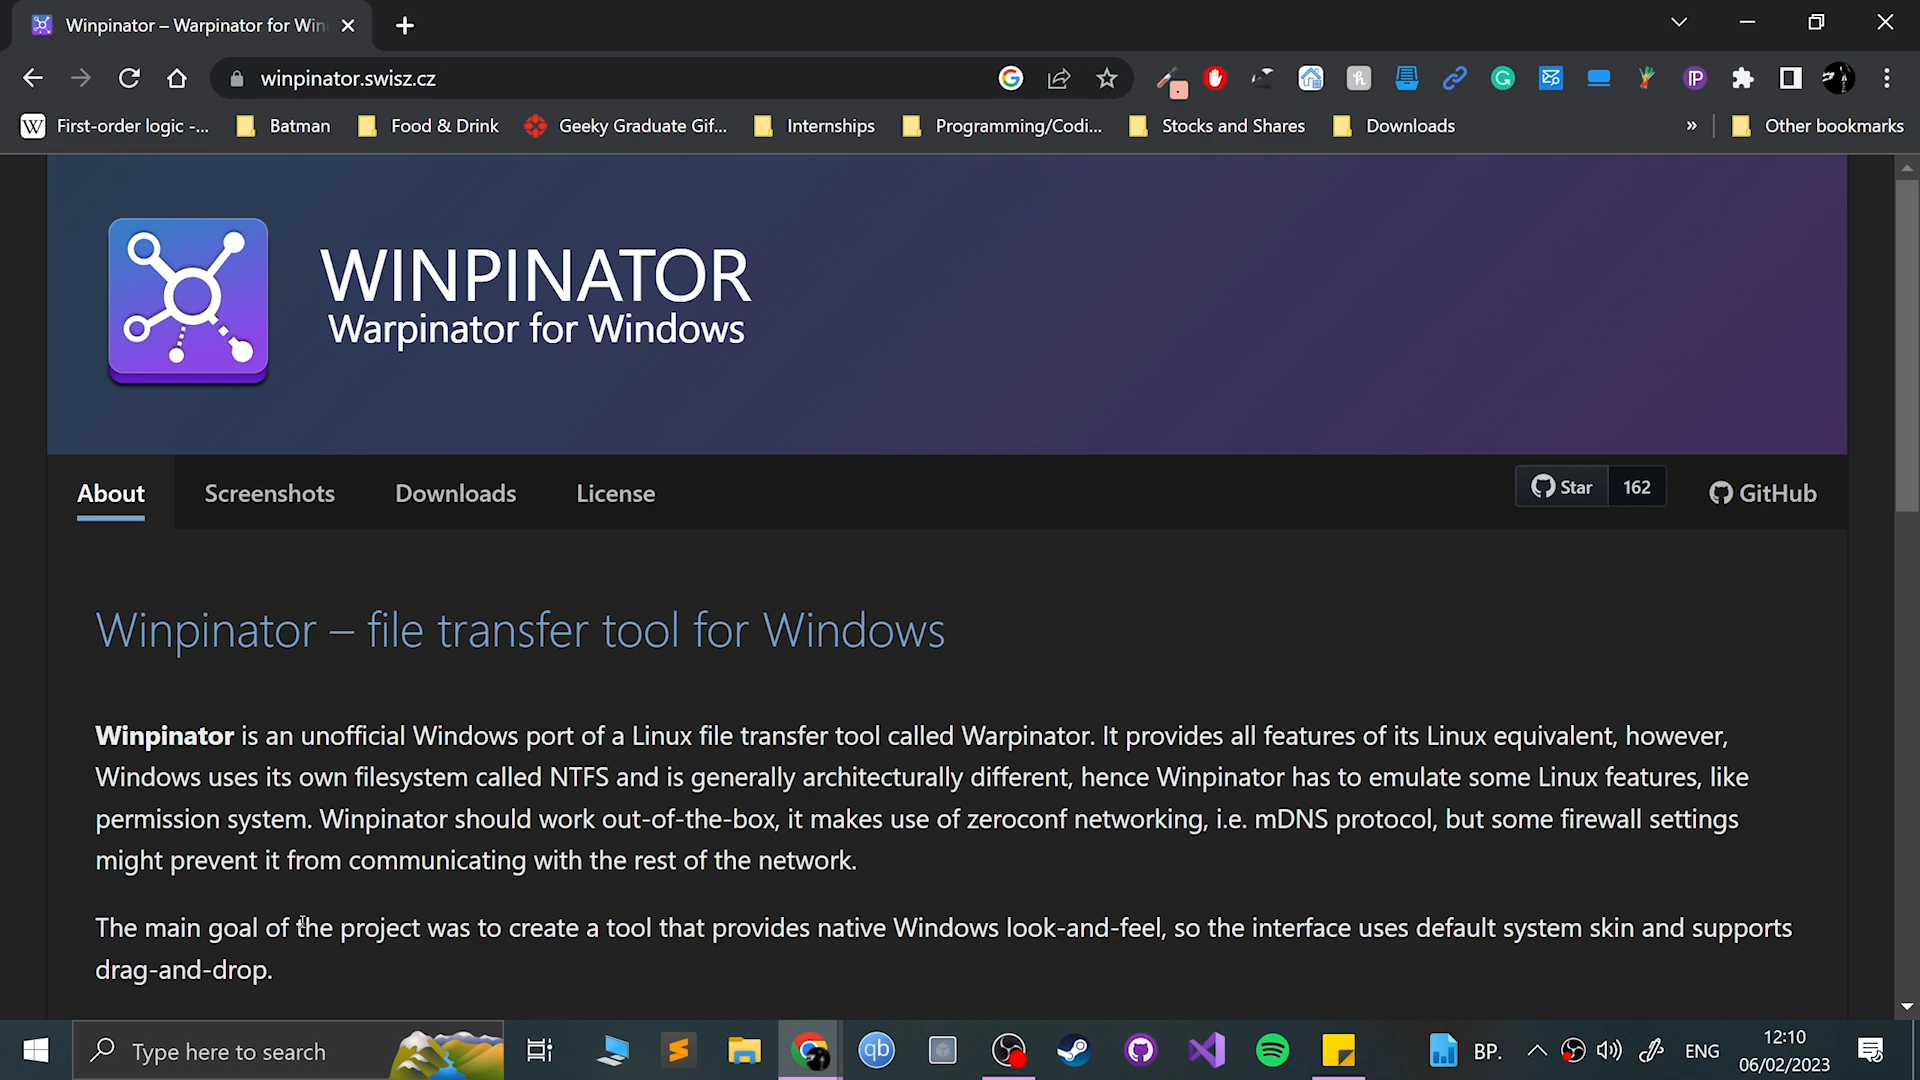 Winpinator – Warpinator for Win
winpinator.swisz.cz
First-order logic -...
Batman
Food & Drink
Geeky Graduate Gif...
Internships
Programming/Codi...
Stocks and Shares
Downloads
»
Other bookmarks
WINPINATOR
Warpinator for Windows
About
Screenshots
Downloads
License
Star
162
GitHub
Winpinator – file transfer tool for Windows
Winpinator is an unofficial Windows port of a Linux file transfer tool called Warpinator. It provides all features of its Linux equivalent, however,
Windows uses its own filesystem called NTFS and is generally architecturally different, hence Winpinator has to emulate some Linux features, like
permission system. Winpinator should work out-of-the-box, it makes use of zeroconf networking, i.e. mDNS protocol, but some firewall settings
might prevent it from communicating with the rest of the network.
The main goal of the project was to create a tool that provides native Windows look-and-feel, so the interface uses default system skin and supports
drag-and-drop.
Type here to search
qb
BP.
ENG
12:10
06/02/2023